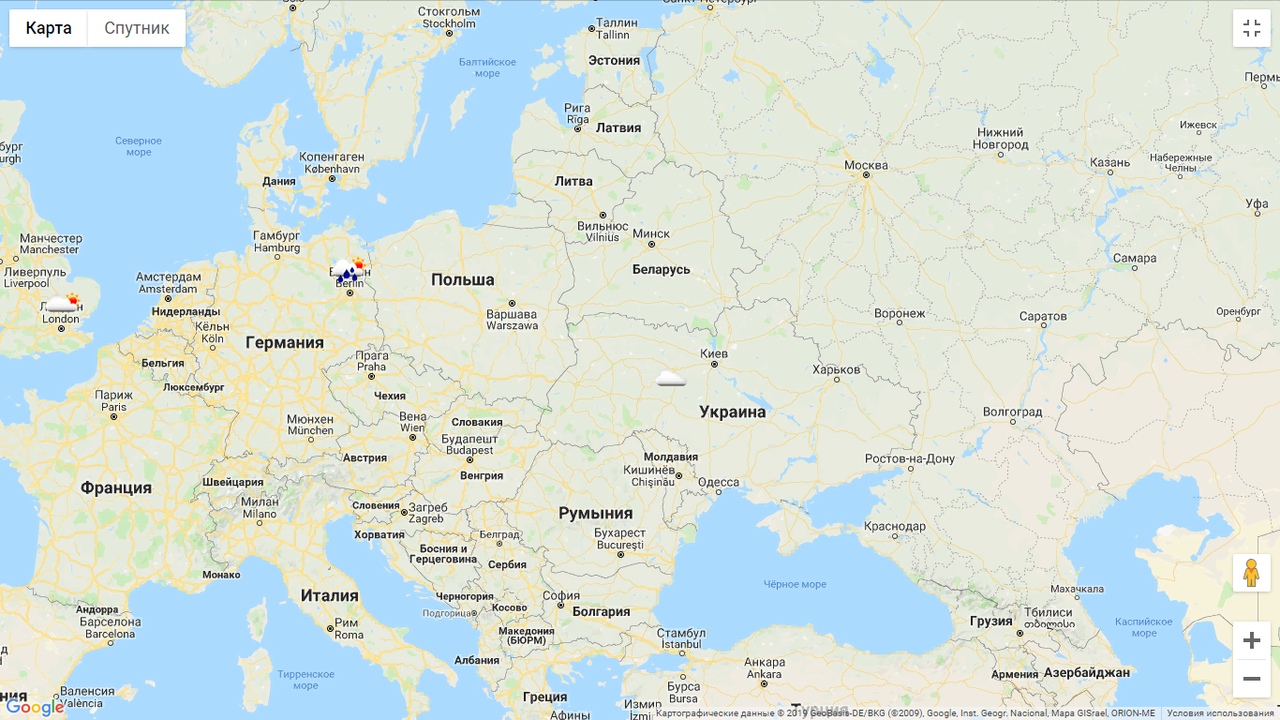 Карта
Спутник
Стокгольм
Stockholm
Таллин
Tallinn
Эстония
Балтийское
море
Пермь
Рига
Rīga
Латвия
Северное
море
Ижевск
Нижний
Новгород
Копенгаген
København
Москва
Казань
Набережные
Челны
Дания
Литва
Уфа
Вильнюс
Vilnius
Минск
Манчестер
Manchester
Гамбург
Hamburg
Самара
Беларусь
Ливерпуль
Liverpool
Амстердам
Amsterdam
Польша
Berlin
Нидерланды
Варшава
Warszawa
London
Воронеж
Саратов
Оренбург
Кёльн
Köln
Германия
Прага
Praha
Киев
Бельгия
Харьков
Люксембург
Чехия
Париж
Paris
Мюнхен
München
Вена
Wien
Словакия
Украина
Волгоград
Будапешт
Budapest
Австрия
Молдавия
Ростов-на-Дону
Венгрия
Кишинёв
Chișinău
Швейцария
Франция
Одесса
Милан
Milano
Словения
Загреб
Zagreb
Румыния
Краснодар
Хорватия
Белград
Бухарест
București
Босния и
Герцеговина
Сербия
Монако
Чёрное море
Махачкала
Италия
Черногория
София
Андорра
Косово
Подгорица
Болгария
Барселона
Barcelona
Рим
Roma
Грузия
Тбилиси
თბილისი
Каспийское
море
Македония
(БЮРМ)
Стамбул
İstanbul
Албания
Анкара
Ankara
Армения
Азербайджан
Тирренское
море
Бурса
Bursa
Валенсия
València
Греция
Измир
Афины
Турция
Google
Картографические данные © 2019 GeoBasis-DE/BKG (©2009), Google, Inst. Geogr. Nacional, Mapa GISrael, ORION-ME
Условия использования